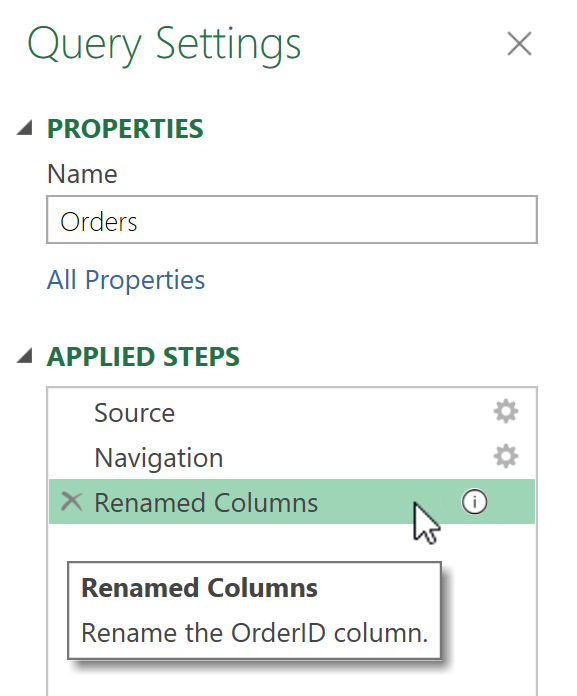 Query Settings
PROPERTIES
Name
Orders
All Properties
APPLIED STEPS
Source
Navigation
Renamed Columns
Renamed Columns
Rename the OrderID column.